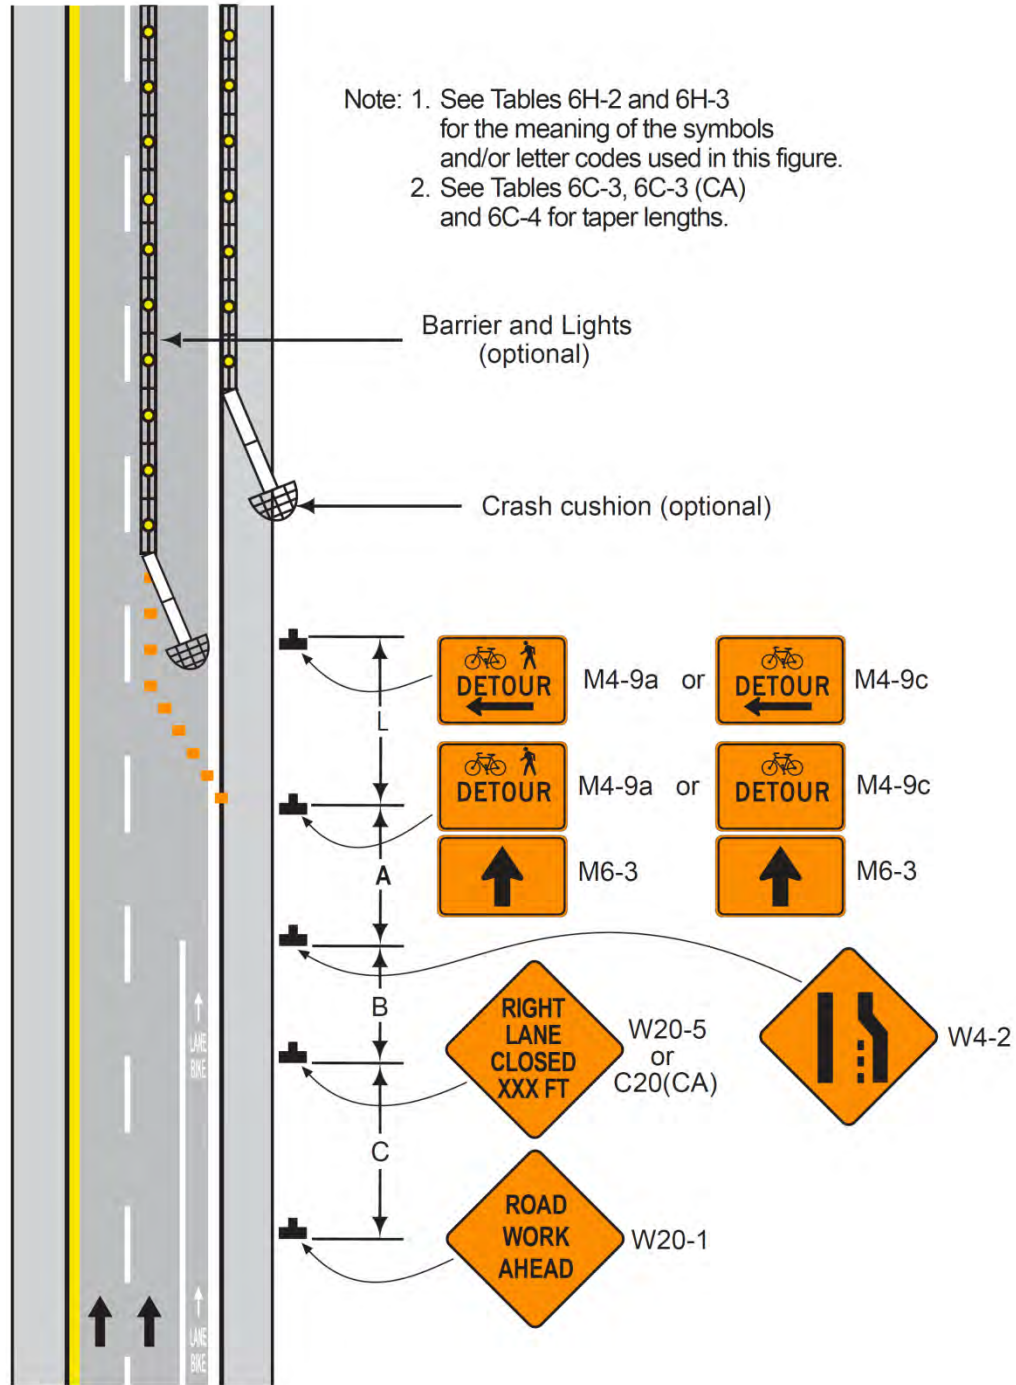 Note: 1. See Tables 6H-2 and 6H-3
for the meaning of the symbols
and/or letter codes used in this figure.
2. See Tables 6C-3, 6C-3 (CA)
and 6C-4 for taper lengths.
Barrier and Lights
(optional)
Crash cushion (optional)
L
DETOUR
M4-9a or
DETOUR
M4-9c
DETOUR
M4-9a or
DETOUR
M4-9c
A
M6-3
M6-3
B
RIGHT
LANE
CLOSED
XXX FT
W20-5
or
C20(CA)
W4-2
LANE
BIKE
C
ROAD
WORK
AHEAD
W20-1
LANE
BIKE